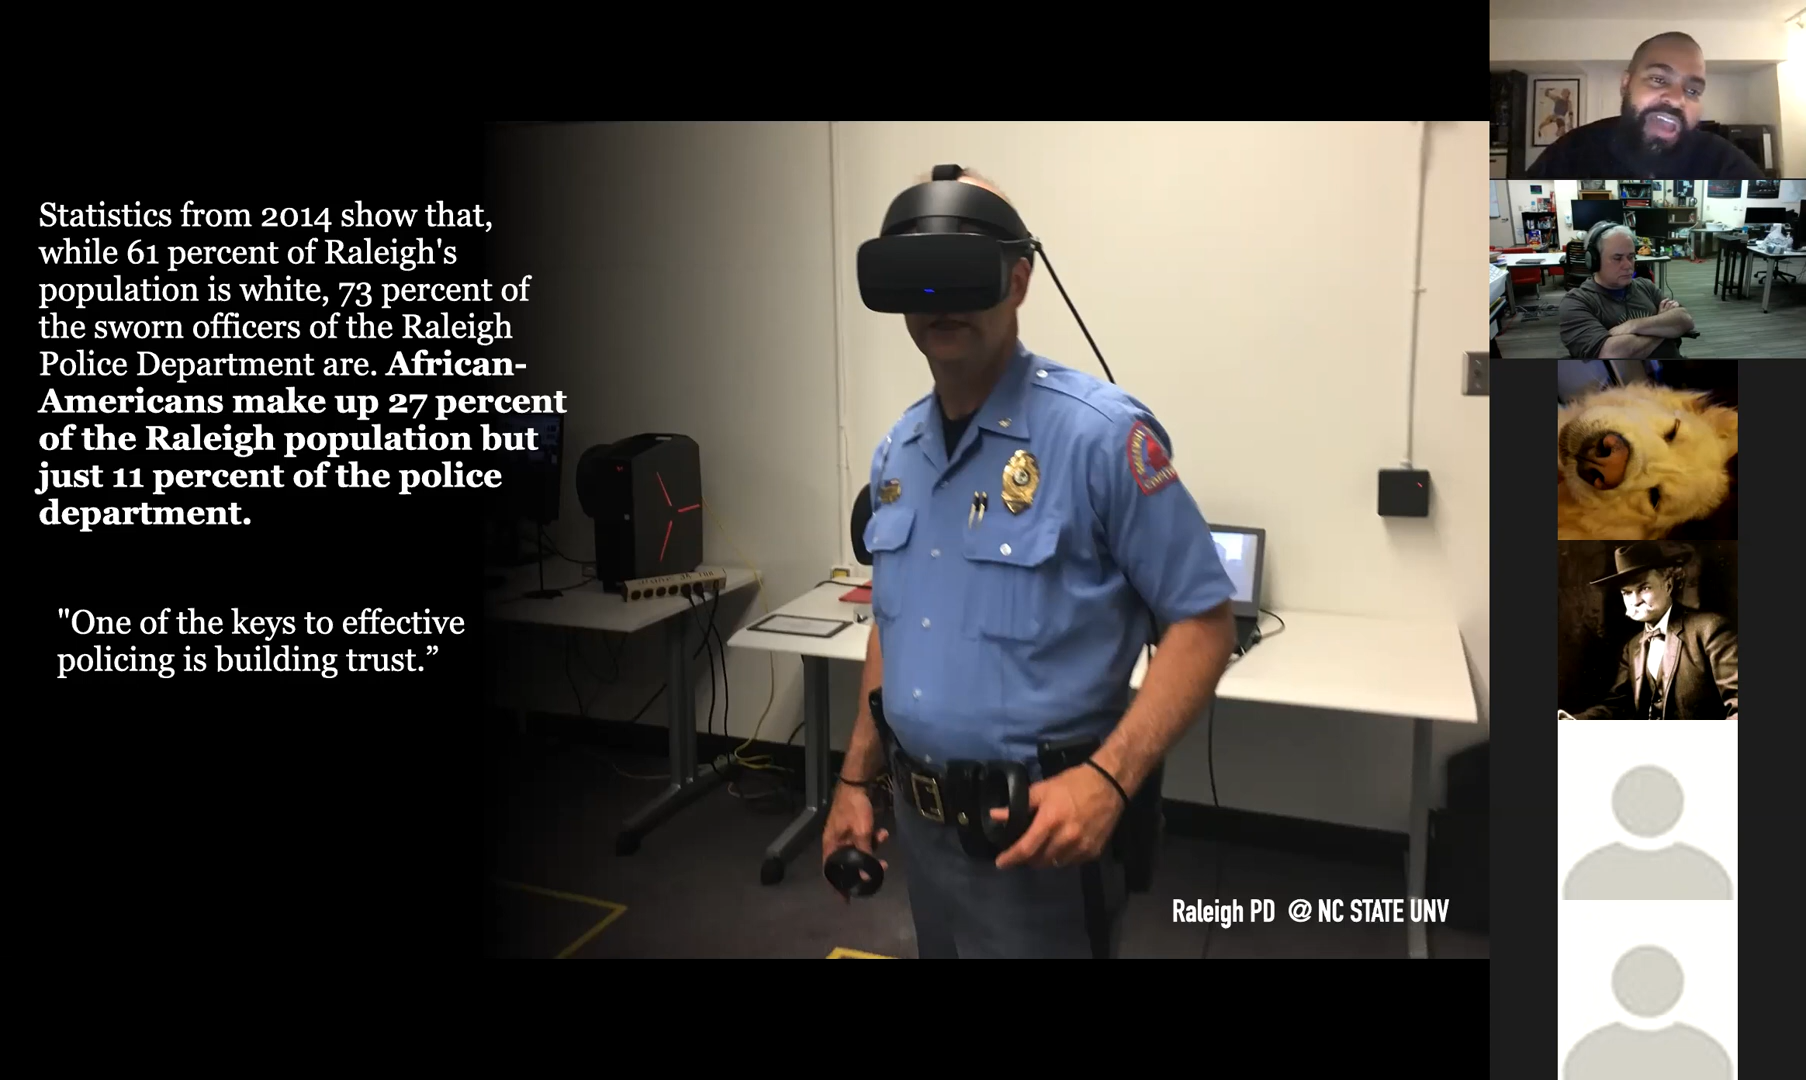 Statistics from 2014 show that,
while 61 percent of Raleigh's
population is white, 73 percent of
the sworn officers of the Raleigh
Police Department are. African-
Americans make up 27 percent
of the Raleigh population but
just 11 percent of the police
department.
"One of the keys to effective
policing is building trust.”
Raleigh PD @ NC STATE UNV